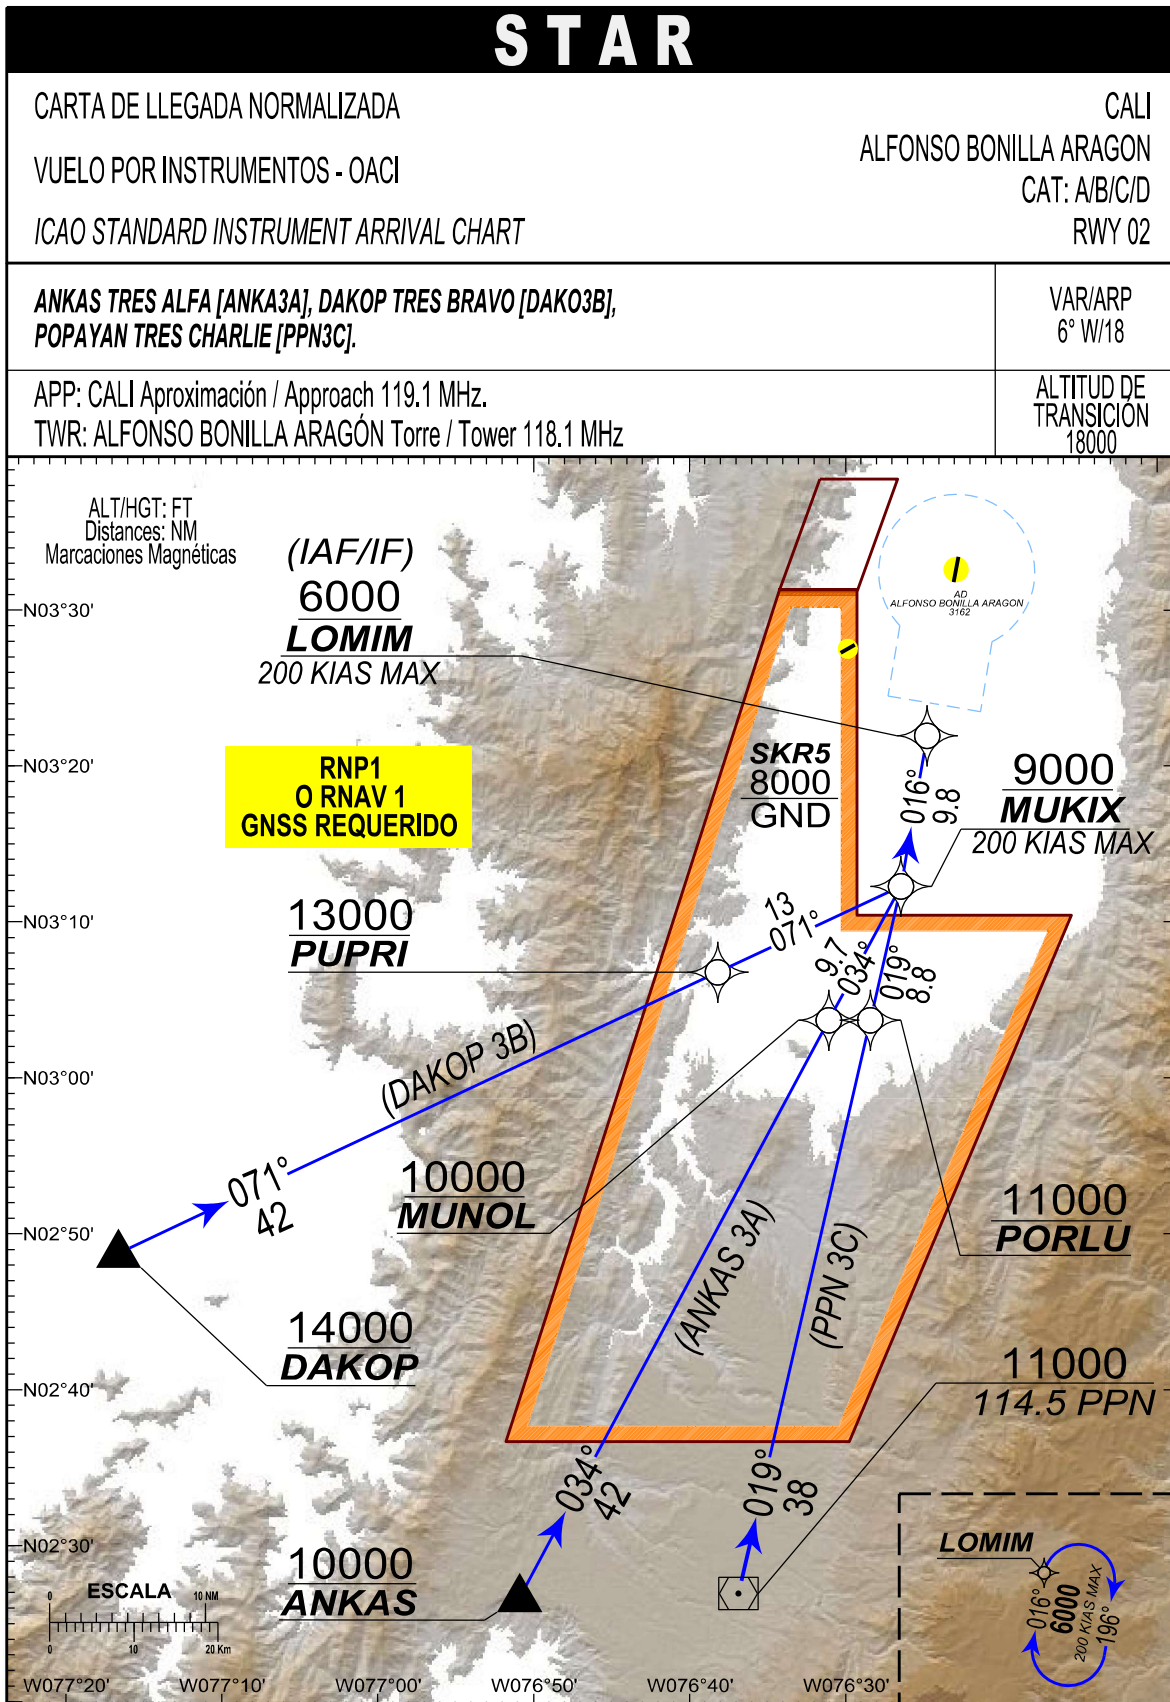 STAR
CARTA DE LLEGADA NORMALIZADA
VUELO POR INSTRUMENTOS - OACI
ICAO STANDARD INSTRUMENT ARRIVAL CHART
CALI
ALFONSO BONILLA ARAGON
CAT: A/B/C/D
RWY 02
ANKAS TRES ALFA [ANKA3A], DAKOP TRES BRAVO [DAKO3B],
POPAYAN TRES CHARLIE [PPN3C].
VAR/ARP
6° W/18
APP: CALI Aproximación / Approach 119.1 MHz.
TWR: ALFONSO BONILLA ARAGÓN Torre / Tower 118.1 MHz
ALTITUD DE
TRANSICIÓN
18000
ALT/HGT: FT
Distances: NM
Marcaciones Magnéticas
(IAF/IF)
6000
LOMIM
200 KIAS MAX
AD
ALFONSO BONILLA ARAGON
3162
N03°30'
N03°20'
RNP1
O RNAV 1
GNSS REQUERIDO
SKR5
8000
GND
016°
9.8
9000
MUKIX
200 KIAS MAX
13000
PUPRI
13
071°
9.7
034°
019°
8.8
N03°10'
(DAKOP 3B)
N03°00'
071°
42
10000
MUNOL
(ANKAS 3A)
(PPN 3C)
11000
PORLU
N02°50'
14000
DAKOP
11000
114.5 PPN
N02°40'
034°
42
019°
38
N02°30'
10000
ANKAS
ESCALA
0 10 NM
0 10 20 Km
LOMIM
016°
6000
200 KIAS MAX
196°
W077°20' W077°10' W077°00' W076°50' W076°40' W076°30'